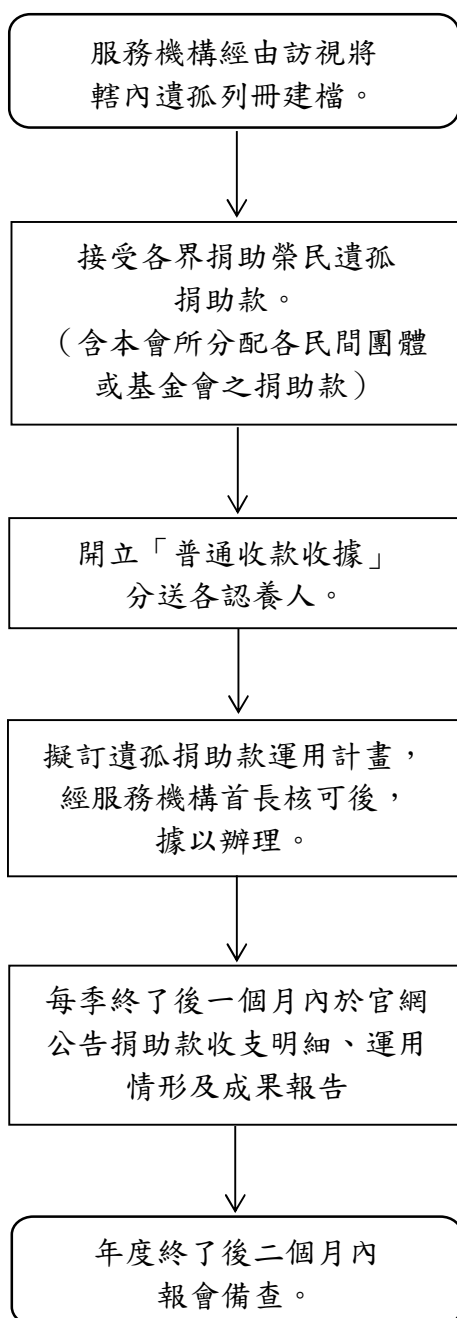 服務機構經由訪視將
轄內遺孤列冊建檔。
接受各界捐助榮民遺孤
捐助款。
（含本會所分配各民間團體
或基金會之捐助款）
開立「普通收款收據」
分送各認養人。
擬訂遺孤捐助款運用計畫，
經服務機構首長核可後，
據以辦理。
每季終了後一個月內於官網
公告捐助款收支明細、運用
情形及成果報告
年度終了後二個月內
報會備查。